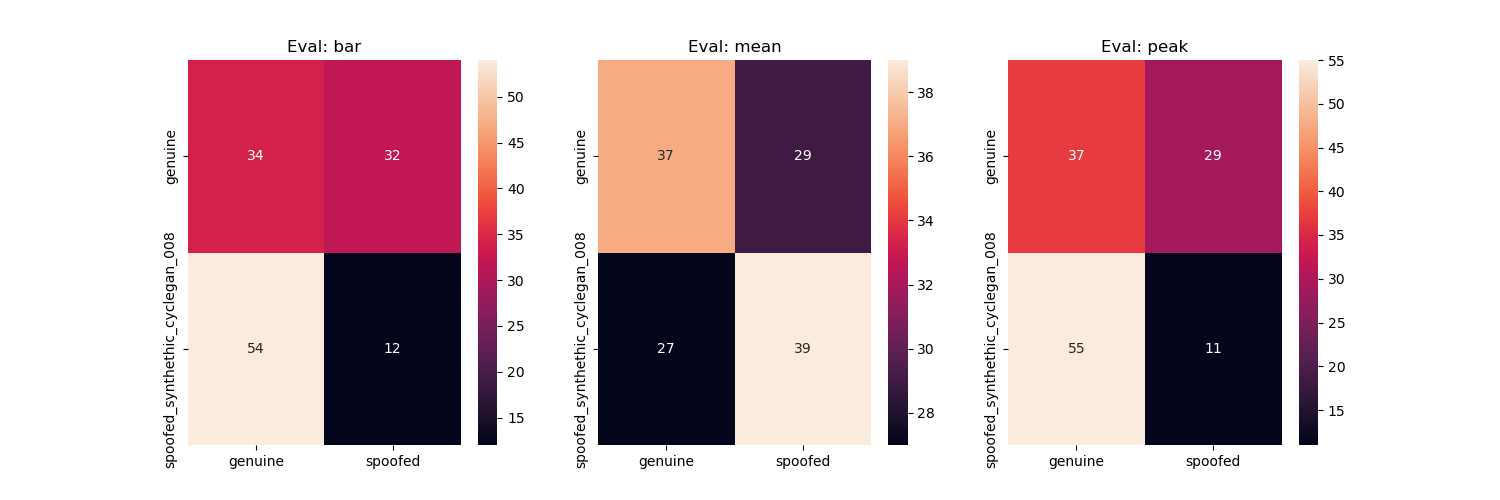 Eval: bar
genuine
spoofed_synthethic_cyclegan_008
34
32
54
12
genuine
spoofed
50
45
40
35
30
25
20
15
Eval: mean
genuine
spoofed_synthethic_cyclegan_008
37
29
27
39
genuine
spoofed
38
36
34
32
30
28
Eval: peak
genuine
spoofed_synthethic_cyclegan_008
37
29
55
11
genuine
spoofed
55
50
45
40
35
30
25
20
15